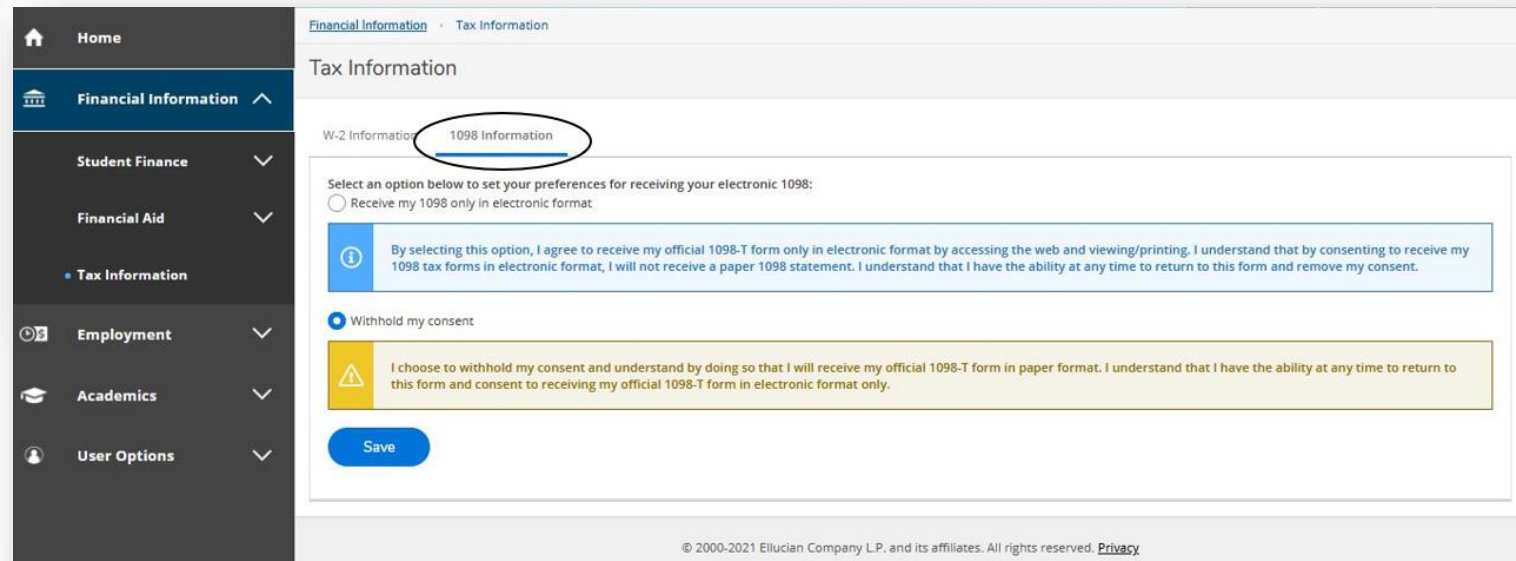 Home
Financial Information
Student Finance
Financial Aid
Tax Information
Employment
Academics
User Options
Financial Information • Tax Information
Tax Information
W-2 Information 1098 Information
Select an option below to set your preferences for receiving your electronic 1098:
Receive my 1098 only in electronic format
By selecting this option, I agree to receive my official 1098-T form only in electronic format by accessing the web and viewing/printing. I understand that by consenting to receive my
1098 tax forms in electronic format, I will not receive a paper 1098 statement. I understand that I have the ability at any time to return to this form and remove my consent.
Withhold my consent
I choose to withhold my consent and understand by doing so that I will receive my official 1098-T form in paper format. I understand that I have the ability at any time to return to
this form and consent to receiving my official 1098-T form in electronic format only.
Save
© 2000-2021 Ellucian Company L.P. and its affiliates. All rights reserved. Privacy